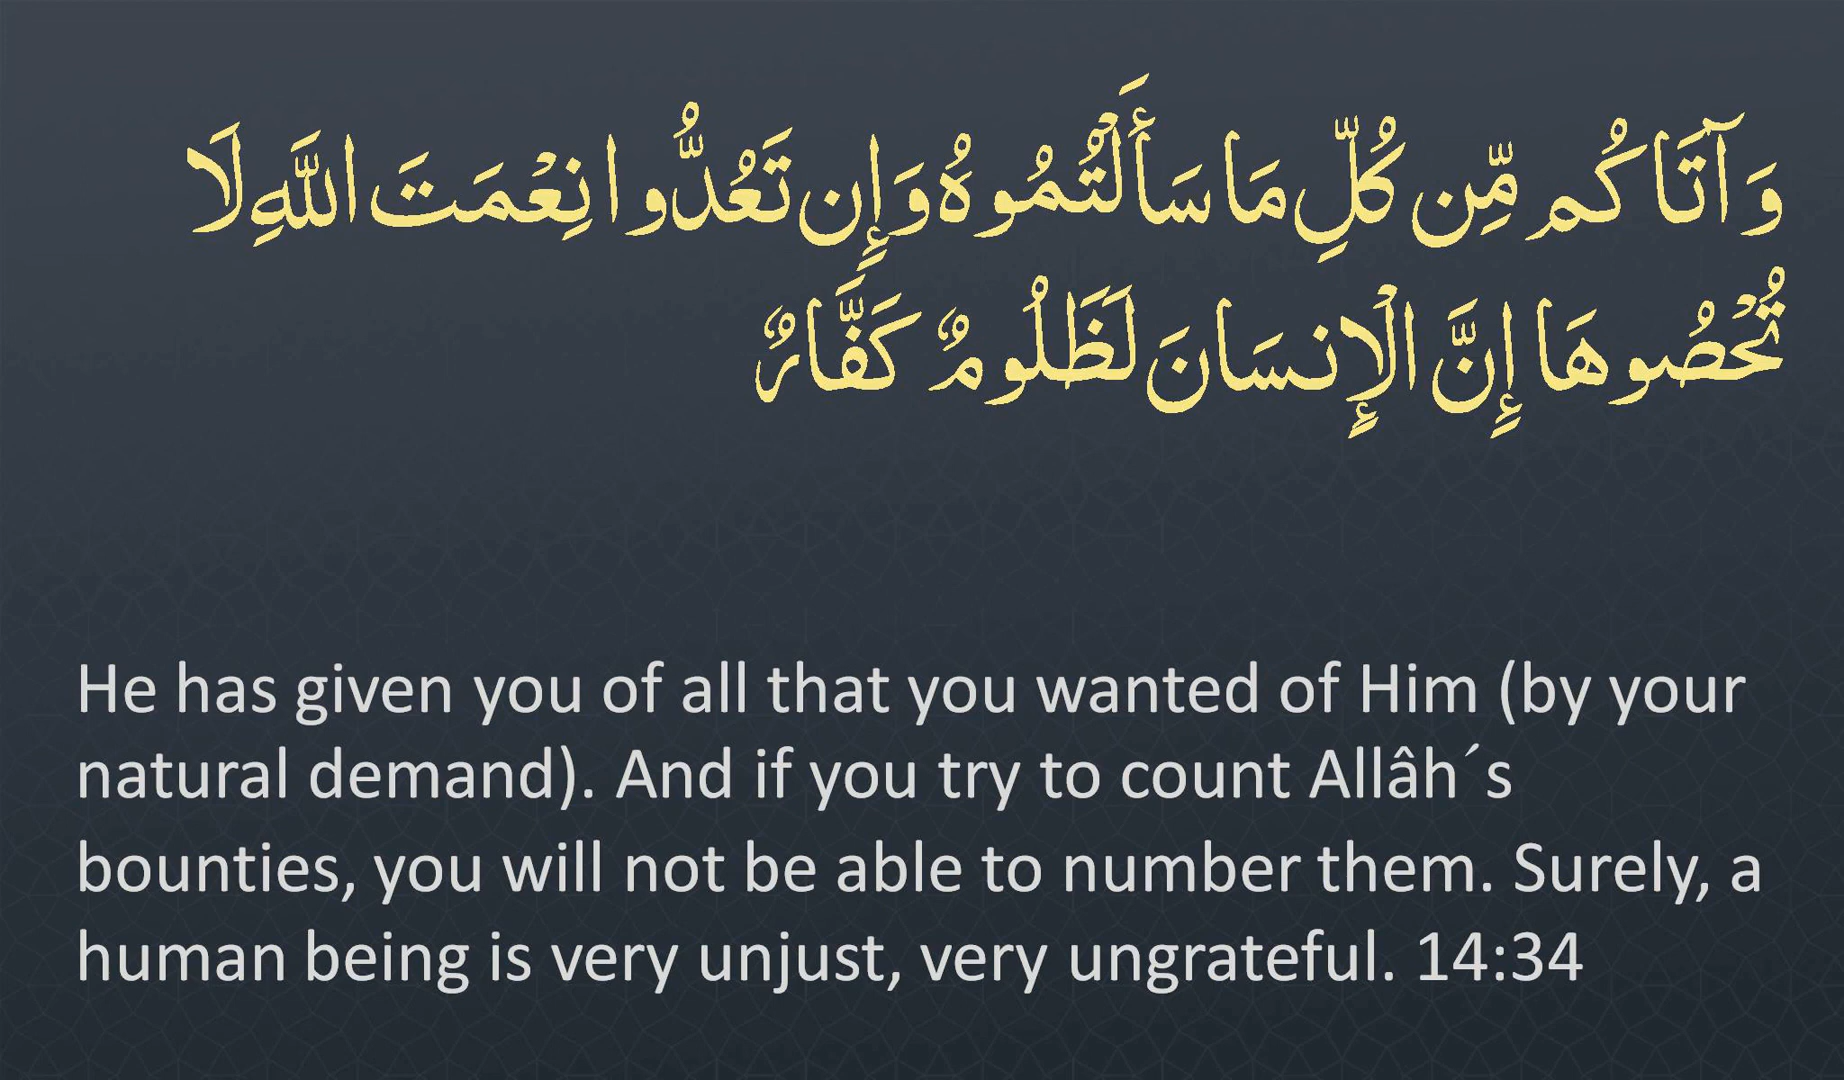 وَآتَاكُم مِّن كُلِّ مَا سَأَلْتُمُوهُ وَإِن تَعُدُّوا نِعْمَتَ اللَّهِ لَا
تُحْصُوهَا إِنَّ الْإِنسَانَ لَظَلُومٌ كَفَّارٌ
He has given you of all that you wanted of Him (by your
natural demand). And if you try to count Allâh´s
bounties, you will not be able to number them. Surely, a
human being is very unjust, very ungrateful. 14:34